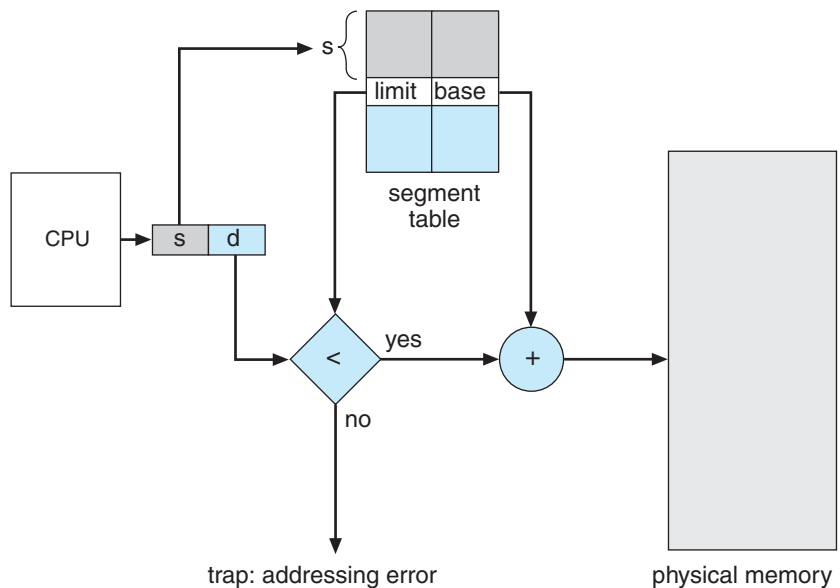 s
limit base
segment
table
CPU
s d
<
yes
+
no
trap: addressing error
physical memory